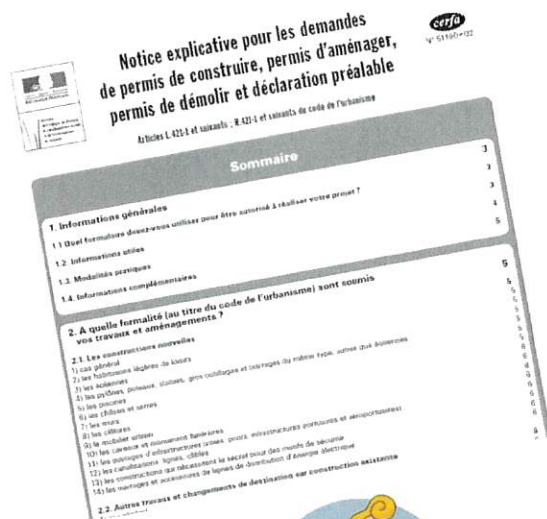 Notice explicative pour les demandes
de permis de construire, permis d'aménager,
permis de démolir et déclaration préalable
Articles L.421-1 et suivants ; R.421-1 et suivants du code de l'urbanisme
cerfa
N° 51190#02
Sommaire
1. Informations générales 3
1.1 Quel formulaire devez-vous utiliser pour être autorisé à réaliser votre projet ? 3
1.2. Informations utiles 3
1.3. Modalités pratiques 4
1.4. Informations complémentaires 5
2. A quelle formalité (au titre du code de l'urbanisme) sont soumis
vos travaux et aménagements ? 5
2.1. Les constructions nouvelles
1) cas général
2) les habitations légères de loisirs
3) les éoliennes
4) les pylônes, poteaux, statues, gros outillages et ouvrages du même type, autres que éoliennes
5) les piscines
6) les châssis et serres
7) les murs
8) les clôtures
9) le mobilier urbain
10) les caveaux et monument funéraires
11) les ouvrages d'infrastructures (voies, ponts, infrastructures portuaires et aéroportuaires)
12) les canalisations, lignes, câbles
13) les constructions qui nécessitent le secret pour des motifs de sécurité
14) les ouvrages et accessoires de lignes de distribution d'énergie électrique
2.2. Autres travaux et changements de destination sur construction existante